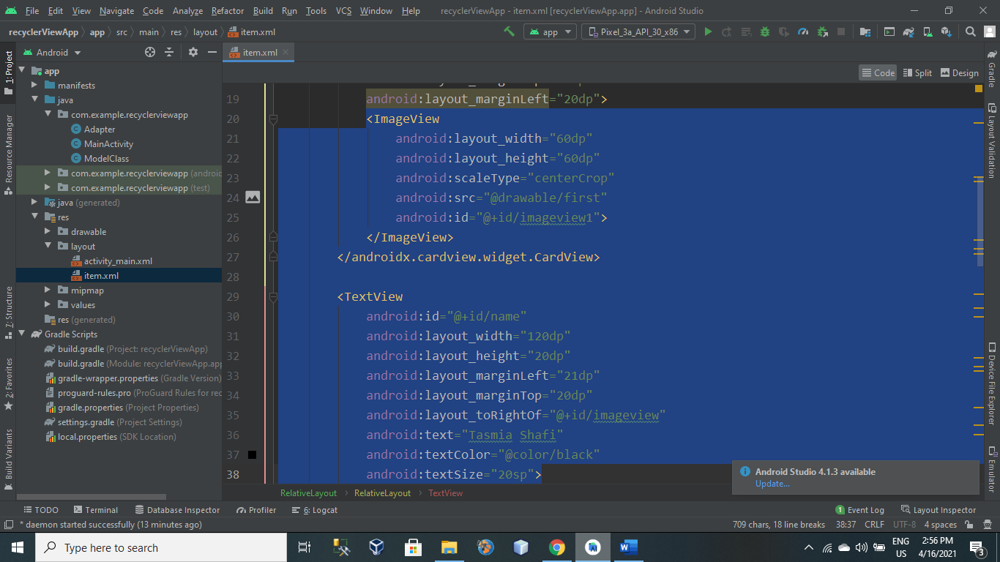 File Edit View Navigate Code Analyze Refactor Build Run Tools VCS Window Help recyclerViewApp - item.xml [recyclerViewApp.app] - Android Studio
recyclerViewApp app src main res layout item.xml app Pixel_3a_API_30_x86
Android
item.xml
Code Split Design
1: Project
Resource Manager
7: Structure
2: Favorites
Build Variants
app
manifests
java
com.example.recyclerviewapp
Adapter
MainActivity
ModelClass
com.example.recyclerviewapp
com.example.recyclerviewapp (test)
java (generated)
res
drawable
layout
activity_main.xml
item.xml
mipmap
values
res (generated)
Gradle Scripts
build.gradle (Project: recyclerViewApp)
build.gradle (Module: recyclerViewApp.app
gradle-wrapper.properties (Gradle Version)
proguard-rules.pro (ProGuard Rules for
gradle.properties (Project Properties)
settings.gradle (Project Settings)
local.properties (SDK Location)
19 android:layout_marginLeft="20dp">
20 <ImageView
21 android:layout_width="60dp"
22 android:layout_height="60dp"
23 android:scaleType="centerCrop"
24 android:src="@drawable/first"
25 android:id="@+id/imageview1">
26 </ImageView>
27 </androidx.cardview.widget.CardView>
28
29 <TextView
30 android:id="@+id/name"
31 android:layout_width="120dp"
32 android:layout_height="20dp"
33 android:layout_marginLeft="21dp"
34 android:layout_marginTop="20dp"
35 android:layout_toRightOf="@+id/imageview"
36 android:text="Tasmia Shafi"
37 android:textColor="@color/black"
38 android:textSize="20sp">
Gradle
Layout Validation
Device File Explorer
Emulator
Android Studio 4.1.3 available
Update...
RelativeLayout RelativeLayout TextView
TODO Terminal Database Inspector Profiler 6: Logcat 1 Event Log Layout Inspector
* daemon started successfully (13 minutes ago) 709 chars, 18 line breaks 38:37 CRLF UTF-8 4 spaces
Type here to search
ENG
US
2:56 PM
4/16/2021
3